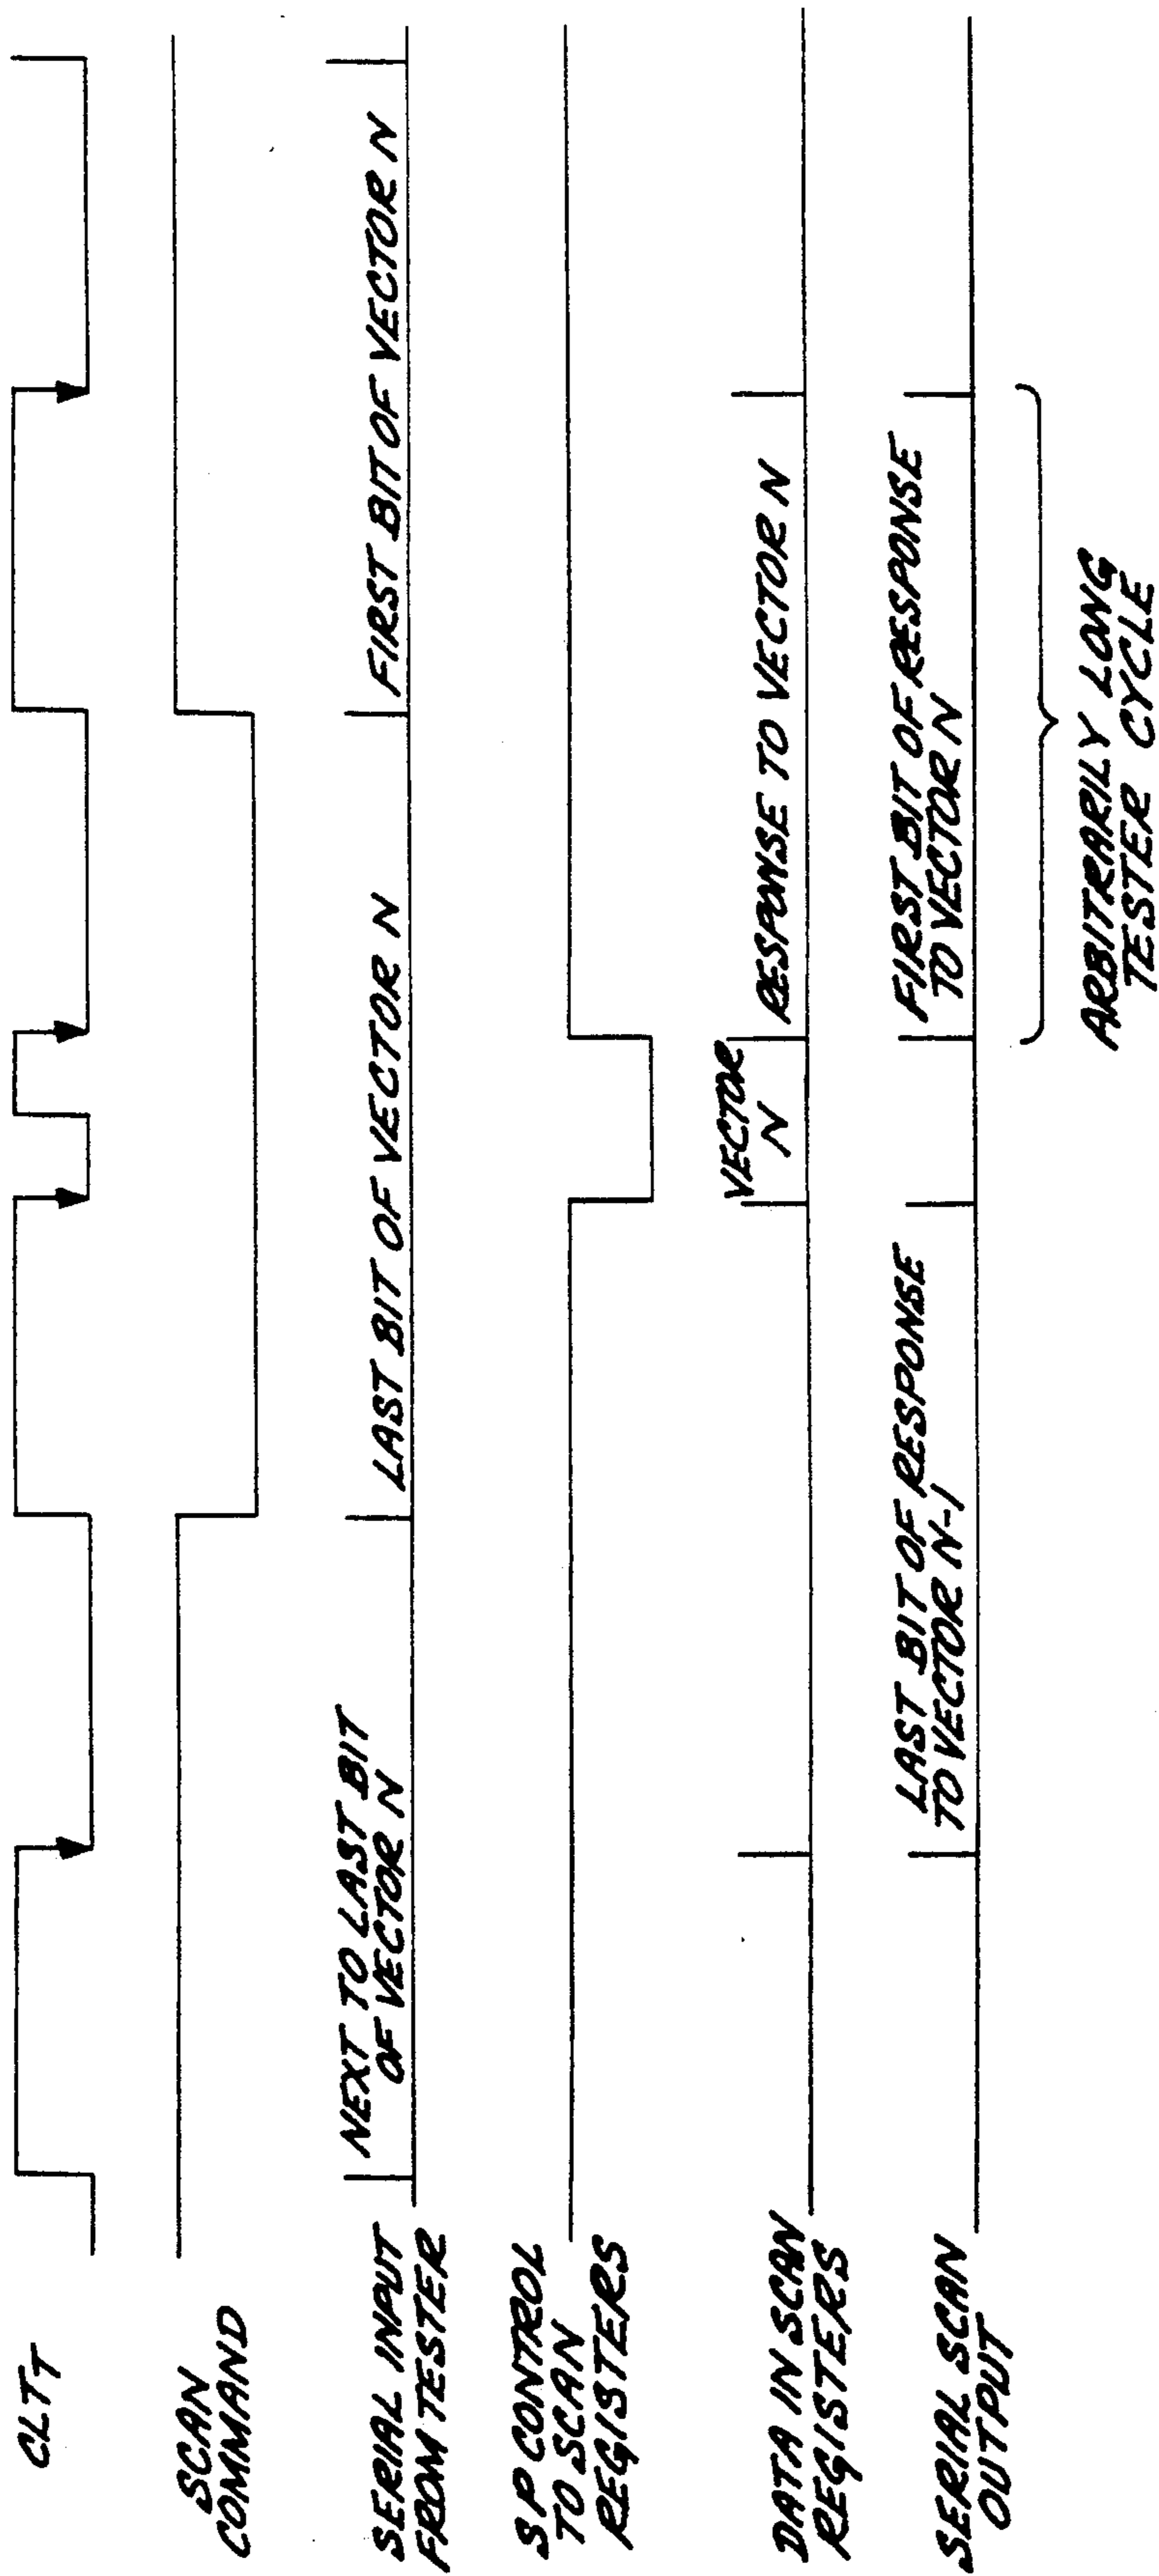 CLTT
SCAN
COMMAND
SERIAL INPUT
FROM TESTER
NEXT TO LAST BIT
OF VECTOR N
LAST BIT OF VECTOR N
FIRST BIT OF VECTOR N
SP CONTROL
TO SCAN
REGISTERS
DATA IN SCAN
REGISTERS
VECTOR
N
RESPONSE TO VECTOR N
SERIAL SCAN
OUTPUT
LAST BIT OF RESPONSE
TO VECTOR N-1
FIRST BIT OF RESPONSE
TO VECTOR N
ARBITRARILY LONG
TESTER CYCLE